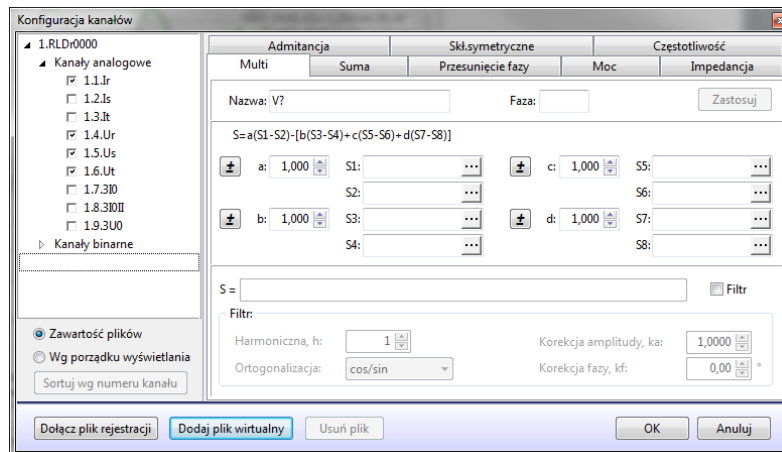 Konfiguracja kanałów
1.RLDr0000
Kanały analogowe
1.1.Ir
1.2.Is
1.3.It
1.4.Ur
1.5.Us
1.6.Ut
1.7.3I0
1.8.3I0II
1.9.3U0
Kanały binarne
Zawartość plików
Wg porządku wyświetlania
Sortuj wg numeru kanału
Admitancja Skł.symetryczne Częstotliwość
Multi Suma Przesunięcie fazy Moc Impedancja
Nazwa: V? Faza: Zastosuj
S=a(S1-S2)-[b(S3-S4)+c(S5-S6)+d(S7-S8)]
± a: 1,000 S1: ... ± c: 1,000 S5: ...
S2: ... S6: ...
± b: 1,000 S3: ... ± d: 1,000 S7: ...
S4: ... S8: ...
S = Filtr
Filtr:
Harmoniczna, h: 1 Korekcja amplitudy, ka: 1,0000
Ortogonalizacja: cos/sin Korekcja fazy, kf: 0,00 °
Dołącz plik rejestracji Dodaj plik wirtualny Usuń plik OK Anuluj